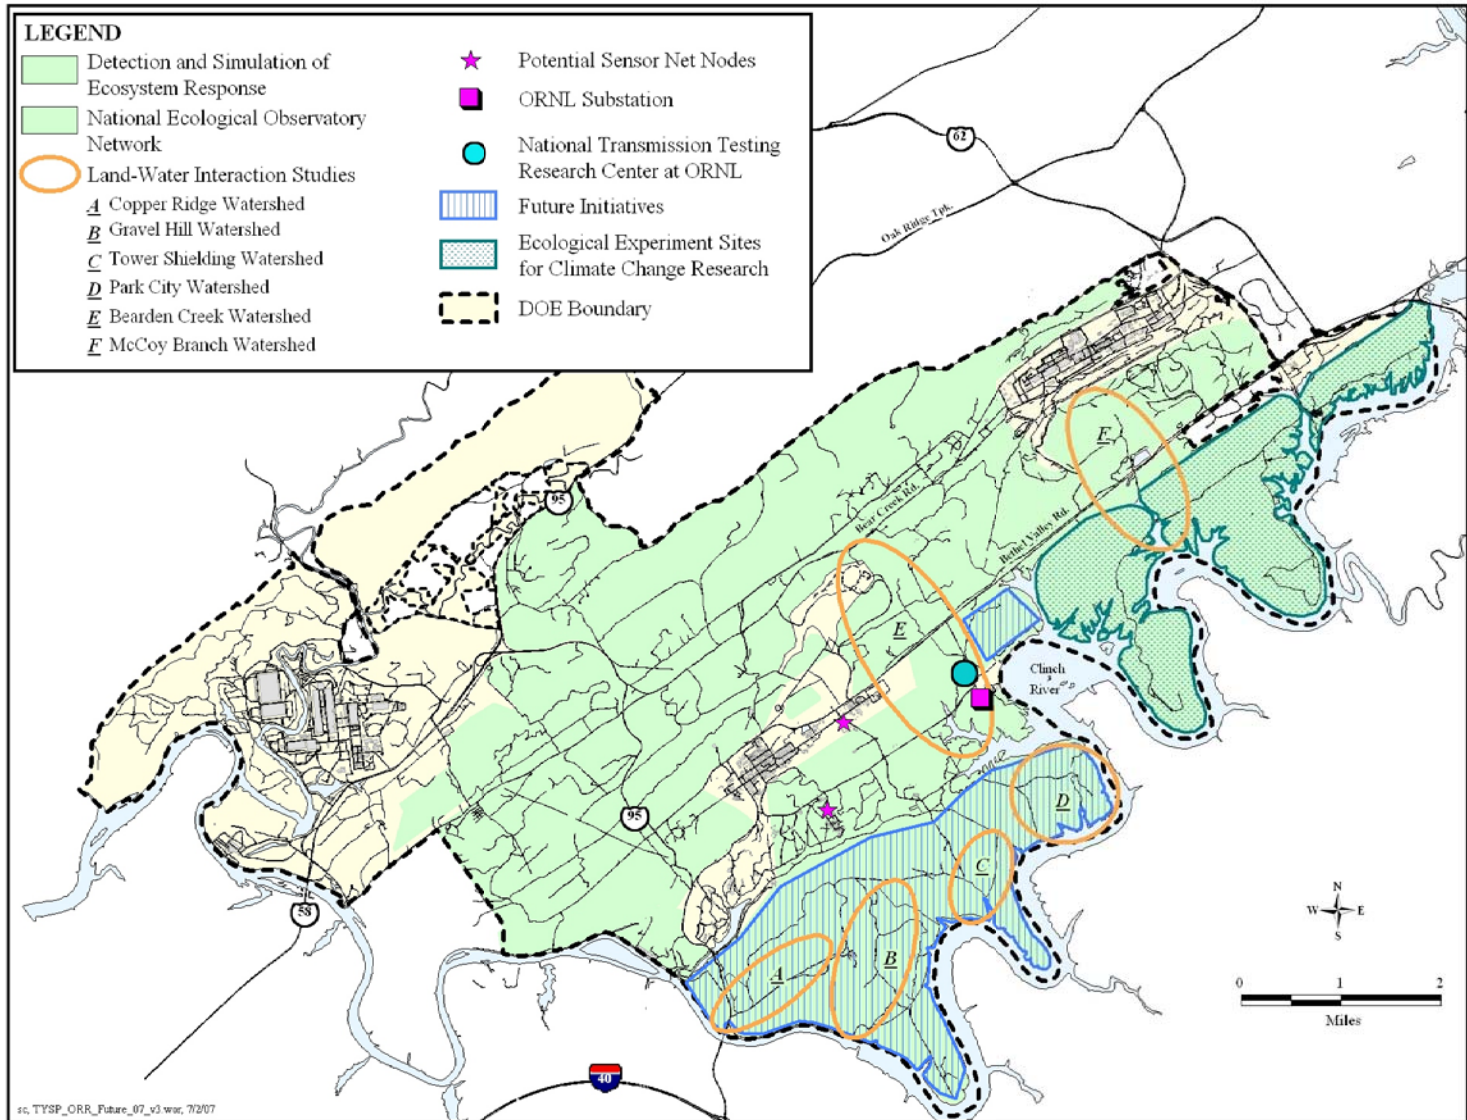 LEGEND
Detection and Simulation of
Ecosystem Response
National Ecological Observatory
Network
Land-Water Interaction Studies
A Copper Ridge Watershed
B Gravel Hill Watershed
C Tower Shielding Watershed
D Park City Watershed
E Bearden Creek Watershed
F McCoy Branch Watershed
Potential Sensor Net Nodes
ORNL Substation
National Transmission Testing
Research Center at ORNL
Future Initiatives
Ecological Experiment Sites
for Climate Change Research
DOE Boundary
62
Oak Ridge Tpk.
F
95
Bear Creek Rd.
Bethel Valley Rd.
E
Clinch
River
D
95
C
58
B
A
N
W E
S
0 1 2
Miles
40
sc, TYSP_ORR_Future_07_v3.wor, 7/2/07